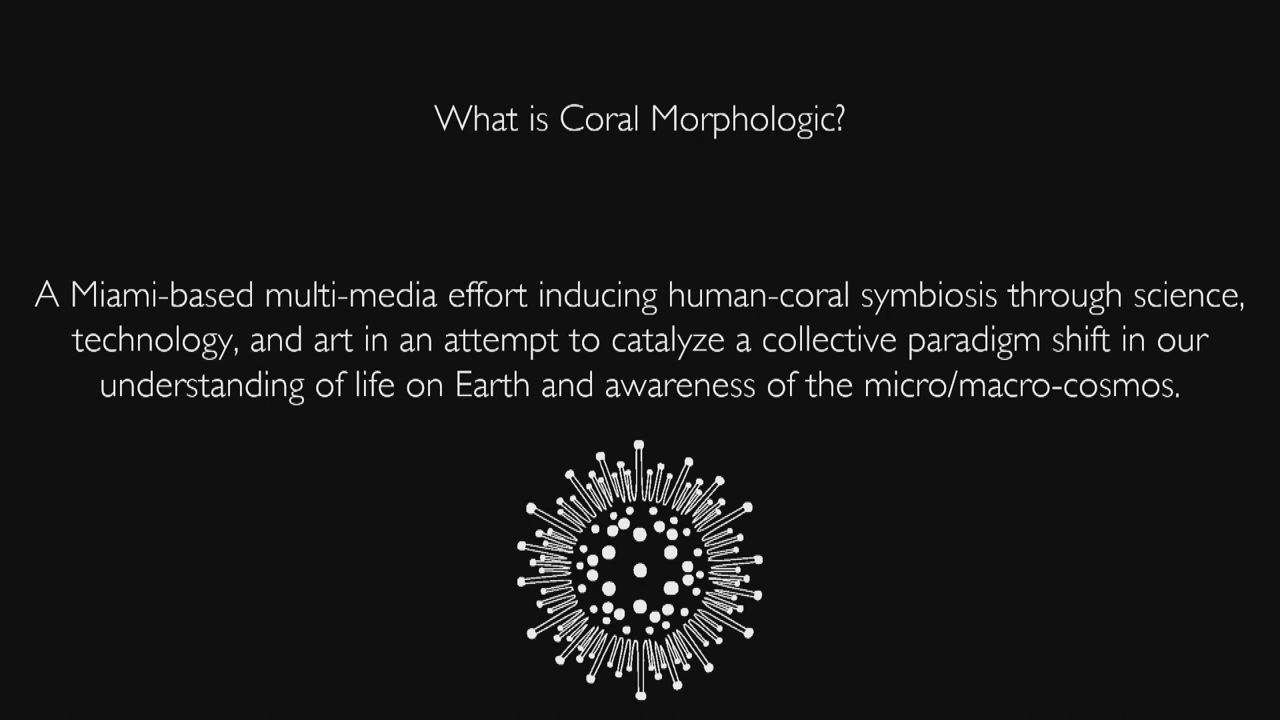 What is Coral Morphologic?
A Miami-based multi-media effort inducing human-coral symbiosis through science,
technology, and art in an attempt to catalyze a collective paradigm shift in our
understanding of life on Earth and awareness of the micro/macro-cosmos.